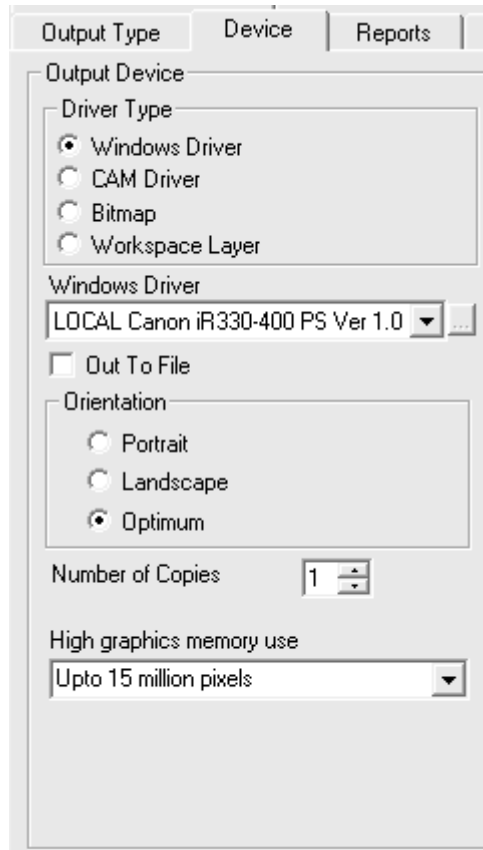 Output Type Device Reports
Output Device
Driver Type
Windows Driver
CAM Driver
Bitmap
Workspace Layer
Windows Driver
LOCAL Canon iR330-400 PS Ver 1.0 ...
Out To File
Orientation
Portrait
Landscape
Optimum
Number of Copies 1
High graphics memory use
Upto 15 million pixels